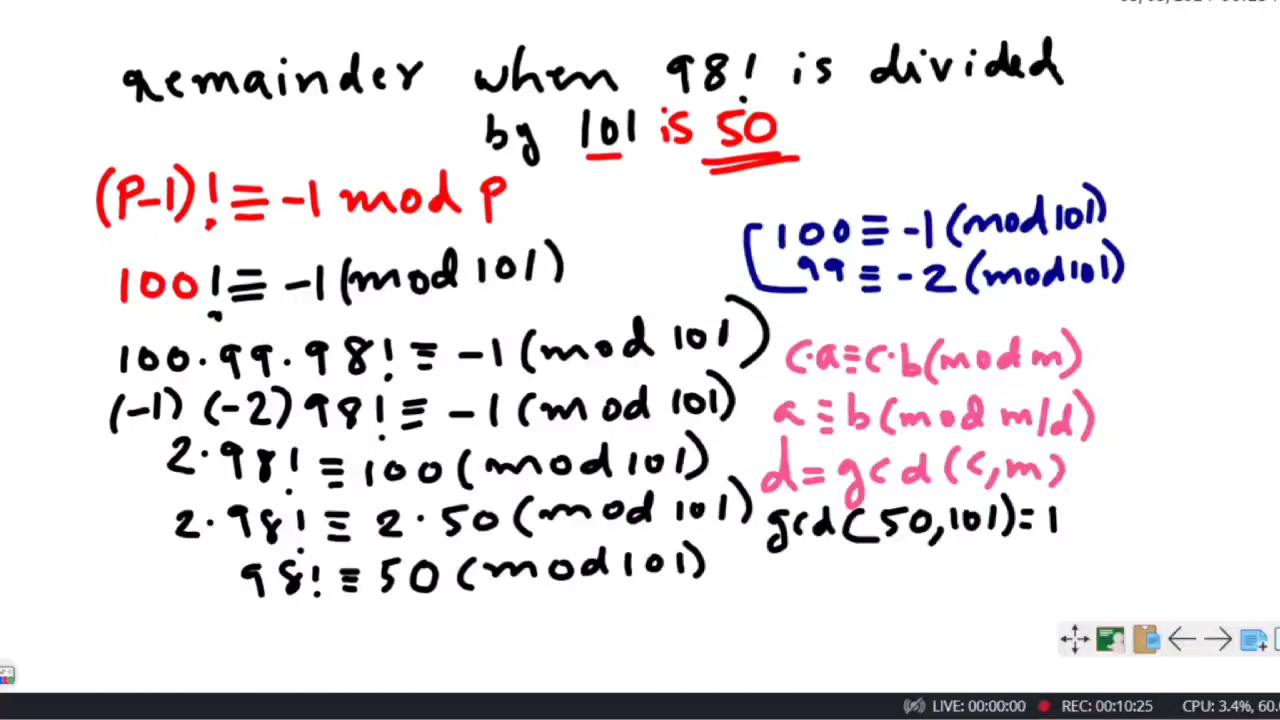 remainder when 98! is divided
by 101 is 50
(P-1)! ≡ -1 mod P
100! ≡ -1 (mod 101)
100 ≡ -1 (mod 101)
99 ≡ -2 (mod 101)
100·99·98! ≡ -1 (mod 101)
(-1) (-2) 98! ≡ -1 (mod 101)
2·98! ≡ 100 (mod 101)
2·98! ≡ 2·50 (mod 101)
98! ≡ 50 (mod 101)
c·a ≡ c·b (mod m)
a ≡ b (mod m/d)
d = gcd (c, m)
gcd (50, 101) = 1
LIVE: 00:00:00 REC: 00:10:25 CPU: 3.4%, 60.